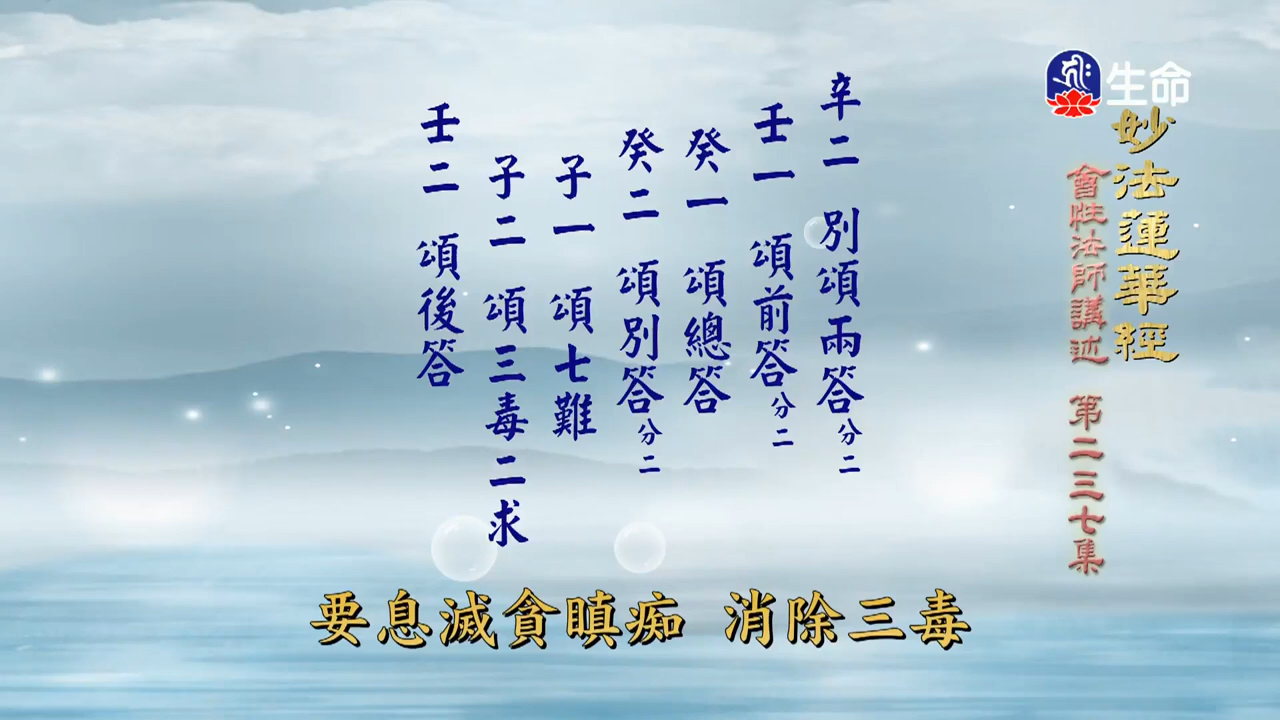 生命
妙法蓮華經
會性法師講述 第二三七集
辛二 別頌兩答分二
壬一 頌前答分二
癸一 頌總答
癸二 頌別答分二
子一 頌七難
子二 頌三毒二求
壬二 頌後答
要息滅貪瞋痴 消除三毒